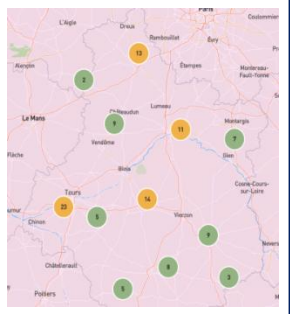 Paris
L'Aigle
Dreux
Coulommiers
Rambouillet
Évry
13
Alençon
Étampes
Montereau-
Fault-Yonne
2
Châteaudun
Lumeau
9
11
Montargis
Le Mans
7
Vendôme
Gien
Flèche
Blois
Cosne-Cours-
sur-Loire
Tours
14
23
5
Vierzon
Chinon
9
Nevers
Châtellerault
8
3
5
Poitiers